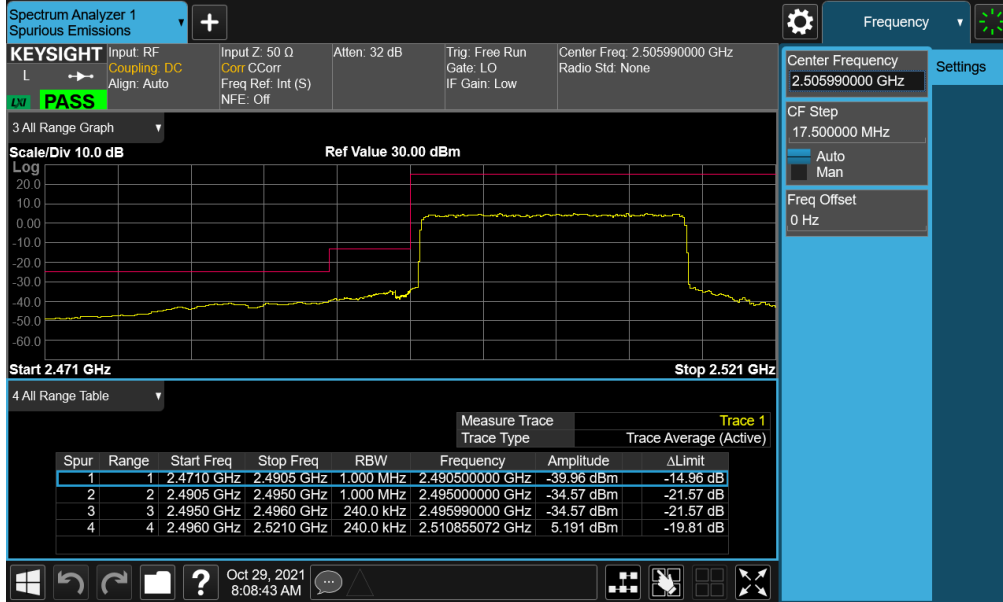 Spectrum Analyzer 1
Spurious Emissions
Frequency
KEYSIGHT
L
LXI
PASS
Input: RF
Coupling: DC
Align: Auto
Input Z: 50 Ω
Corr CCorr
Freq Ref: Int (S)
NFE: Off
Atten: 32 dB
Trig: Free Run
Gate: LO
IF Gain: Low
Center Freq: 2.505990000 GHz
Radio Std: None
Center Frequency
2.505990000 GHz
Settings
CF Step
17.500000 MHz
Auto
Man
Freq Offset
0 Hz
3 All Range Graph
Scale/Div 10.0 dB
Ref Value 30.00 dBm
Log
20.0
10.0
0.00
-10.0
-20.0
-30.0
-40.0
-50.0
-60.0
Start 2.471 GHz
Stop 2.521 GHz
4 All Range Table
Measure Trace Trace 1
Trace Type Trace Average (Active)
Spur Range Start Freq Stop Freq RBW Frequency Amplitude ΔLimit
1 1 2.4710 GHz 2.4905 GHz 1.000 MHz 2.490500000 GHz -39.96 dBm -14.96 dB
2 2 2.4905 GHz 2.4950 GHz 1.000 MHz 2.495000000 GHz -34.57 dBm -21.57 dB
3 3 2.4950 GHz 2.4960 GHz 240.0 kHz 2.495990000 GHz -34.57 dBm -21.57 dB
4 4 2.4960 GHz 2.5210 GHz 240.0 kHz 2.510855072 GHz 5.191 dBm -19.81 dB
?
Oct 29, 2021
8:08:43 AM